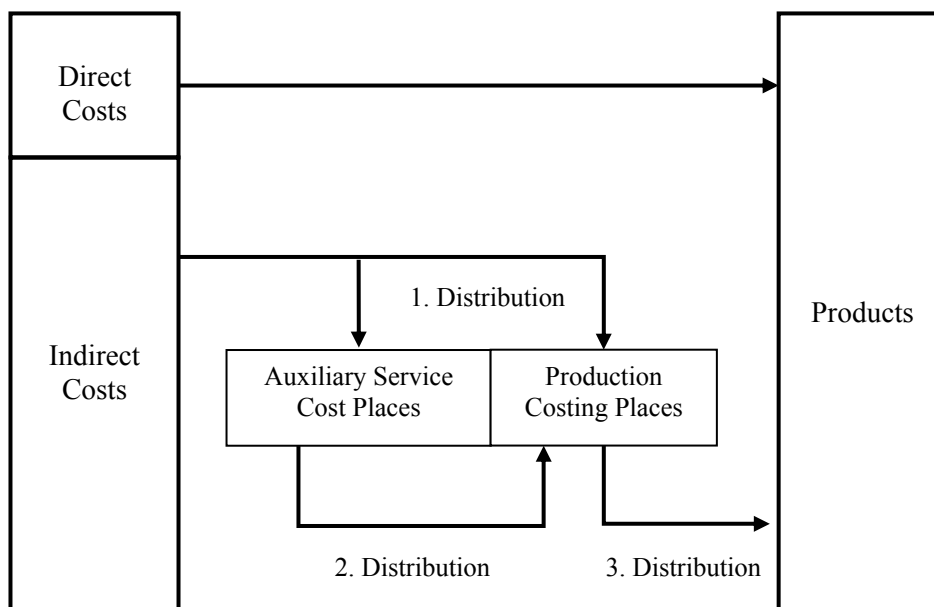 Direct
Costs
1. Distribution
Products
Indirect
Costs
Auxiliary Service
Cost Places
Production
Costing Places
2. Distribution
3. Distribution